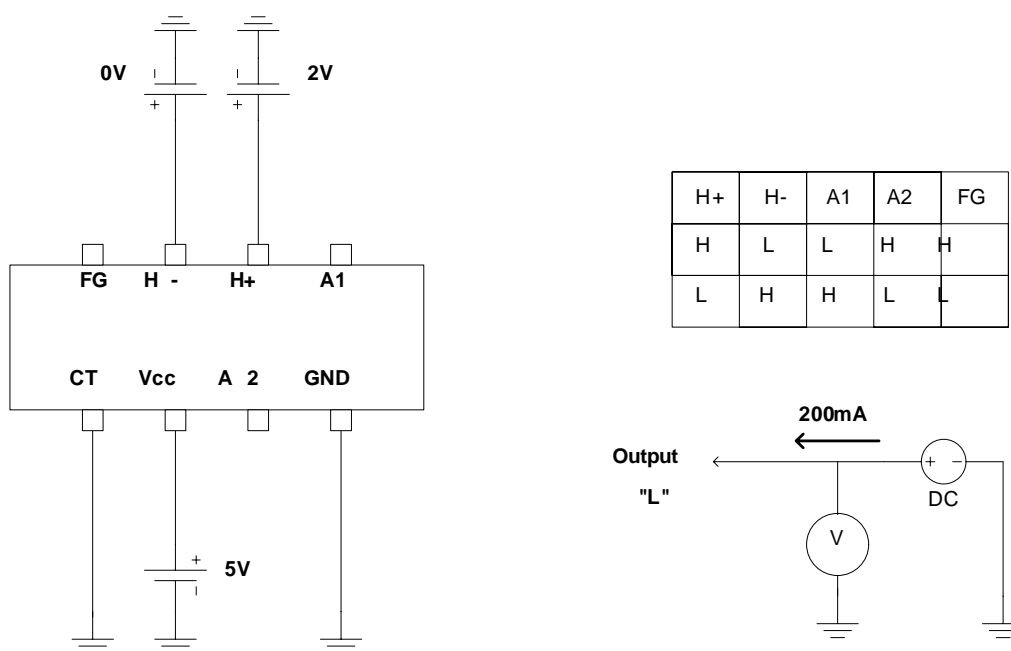 0V
2V
- -
+ +
FG H - H+ A1
CT Vcc A 2 GND
+
5V
-
H+ H- A1 A2 FG
H L L H H
L H H L L
200mA
Output
"L"
+ -
DC
V